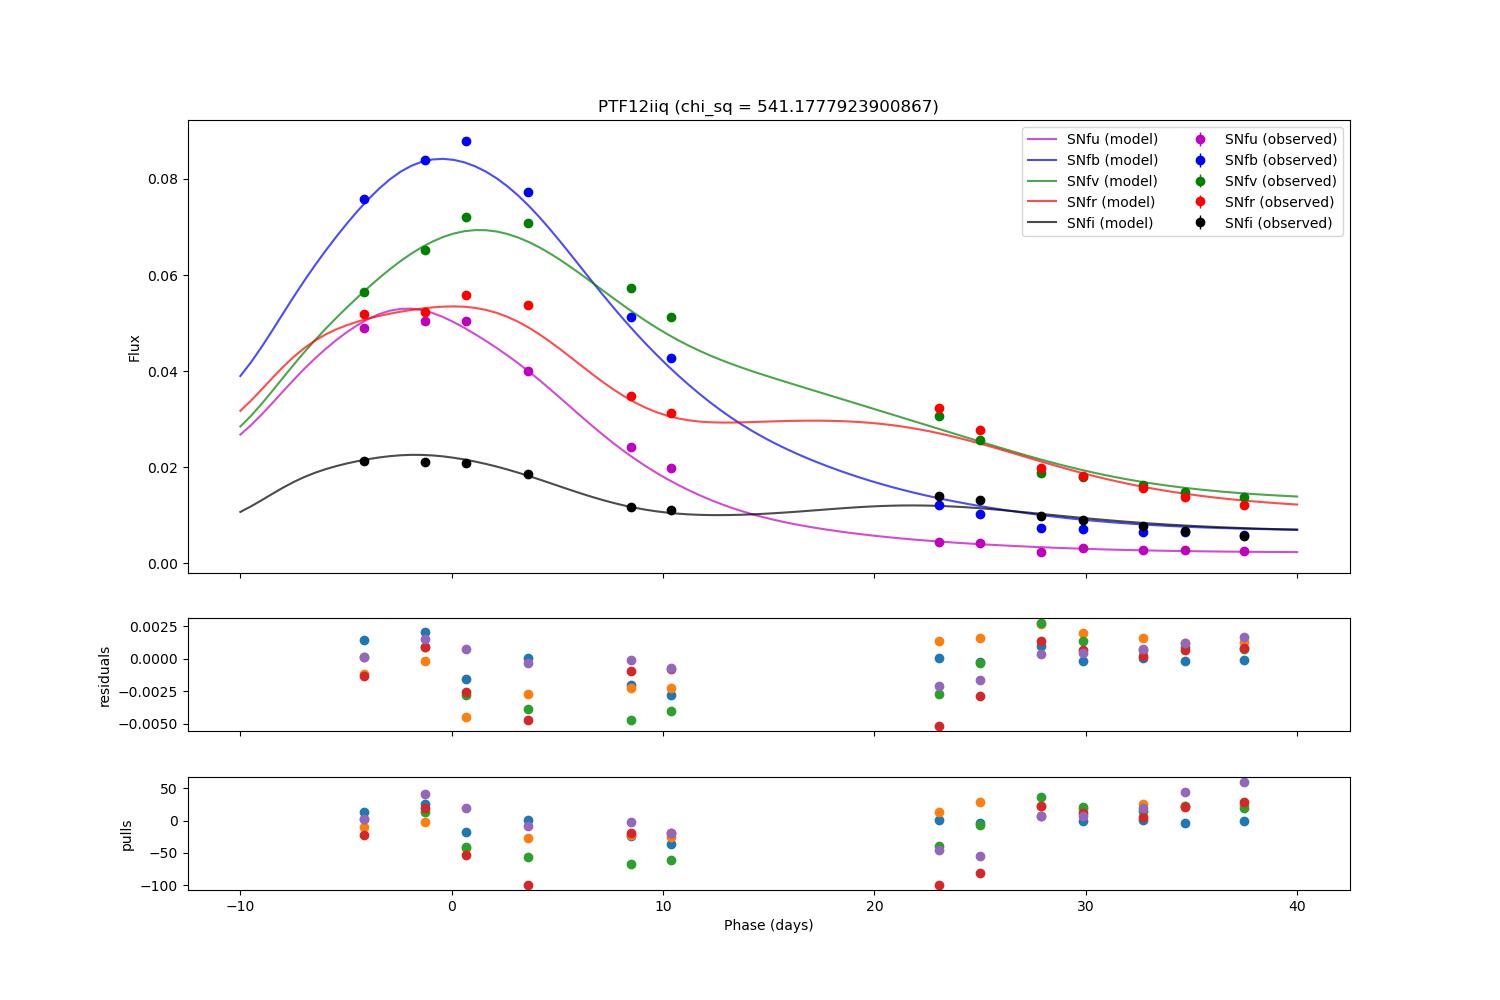 PTF12iiq (chi_sq = 541.1777923900867)
SNfu (model) SNfu (observed)
SNfb (model) SNfb (observed)
SNfv (model) SNfv (observed)
SNfr (model) SNfr (observed)
SNfi (model) SNfi (observed)
Flux
0.08
0.06
0.04
0.02
0.00
residuals
0.0025
0.0000
−0.0025
−0.0050
pulls
50
0
−50
−100
−10 0 10 20 30 40
Phase (days)